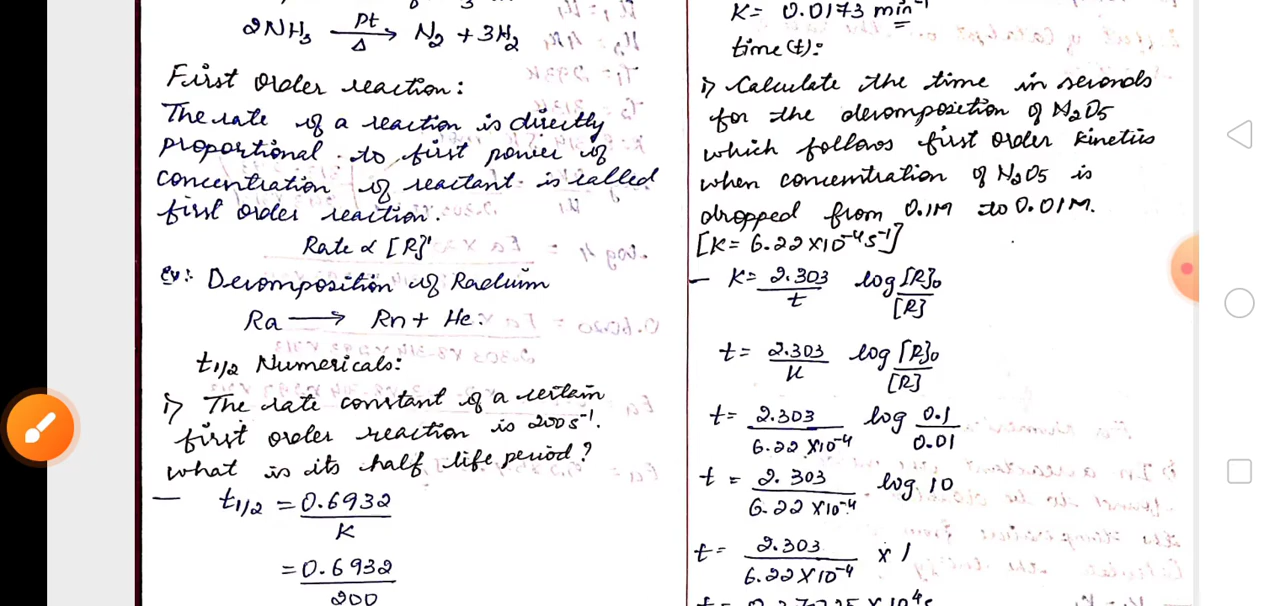 2NH3 Pt/Δ→ N2 + 3H2
First order reaction:
The rate of a reaction is directly
proportional to first power of
concentration of reactant is called
first order reaction.
Rate α [R]¹
Ex: Decomposition of Radium
Ra ⟶ Rn + He.
t1/2 Numericals:
i) The rate constant of a certain
first order reaction is 200 s⁻¹.
What is its half life period?
— t1/2 = 0.6932/K
= 0.6932/200
K = 0.0173 min⁻¹
time (t):
i) Calculate the time in seconds
for the decomposition of N2O5
which follows first order kinetics
when concentration of N2O5 is
dropped from 0.1M to 0.01M.
[K = 6.22 × 10⁻⁴ s⁻¹]
— K = 2.303/t log [R]₀/[R]
t = 2.303/K log [R]₀/[R]
t = 2.303/6.22 × 10⁻⁴ log 0.1/0.01
t = 2.303/6.22 × 10⁻⁴ log 10
t = 2.303/6.22 × 10⁻⁴ × 1